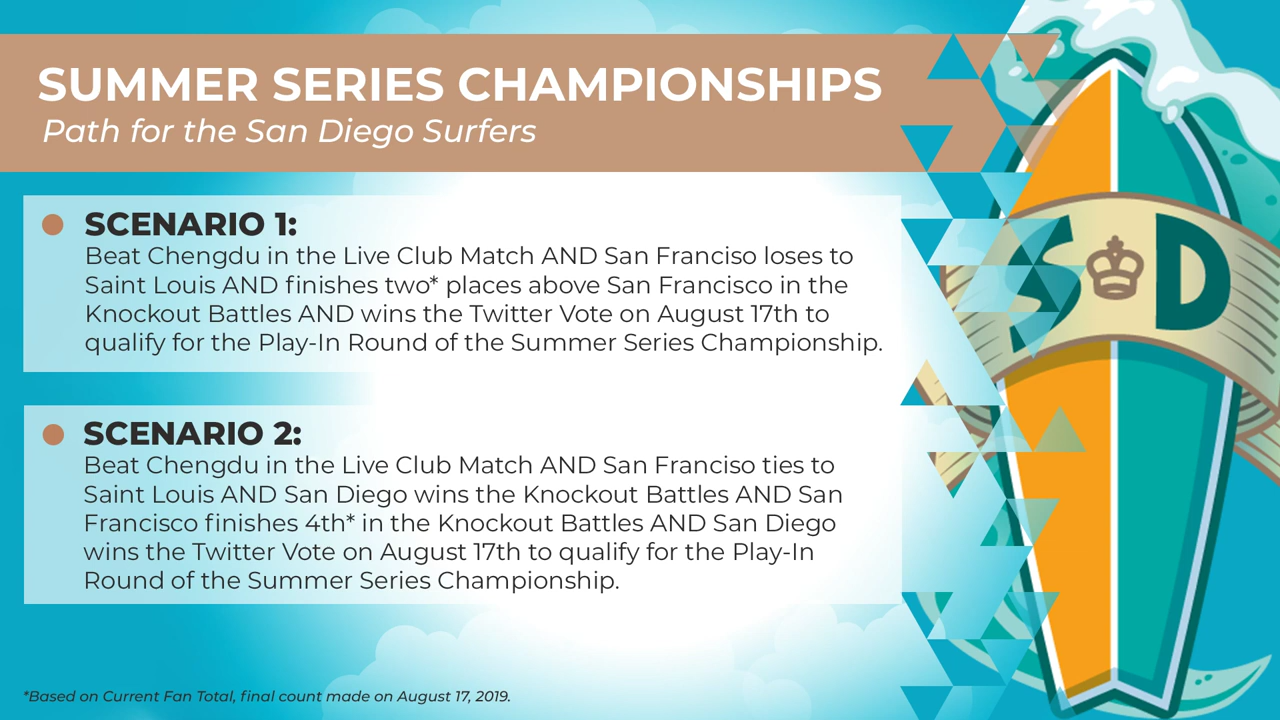 SUMMER SERIES CHAMPIONSHIPS
Path for the San Diego Surfers
SCENARIO 1:
Beat Chengdu in the Live Club Match AND San Franciso loses to
Saint Louis AND finishes two* places above San Francisco in the
Knockout Battles AND wins the Twitter Vote on August 17th to
qualify for the Play-In Round of the Summer Series Championship.
SCENARIO 2:
Beat Chengdu in the Live Club Match AND San Franciso ties to
Saint Louis AND San Diego wins the Knockout Battles AND San
Francisco finishes 4th* in the Knockout Battles AND San Diego
wins the Twitter Vote on August 17th to qualify for the Play-In
Round of the Summer Series Championship.
*Based on Current Fan Total, final count made on August 17, 2019.
S D